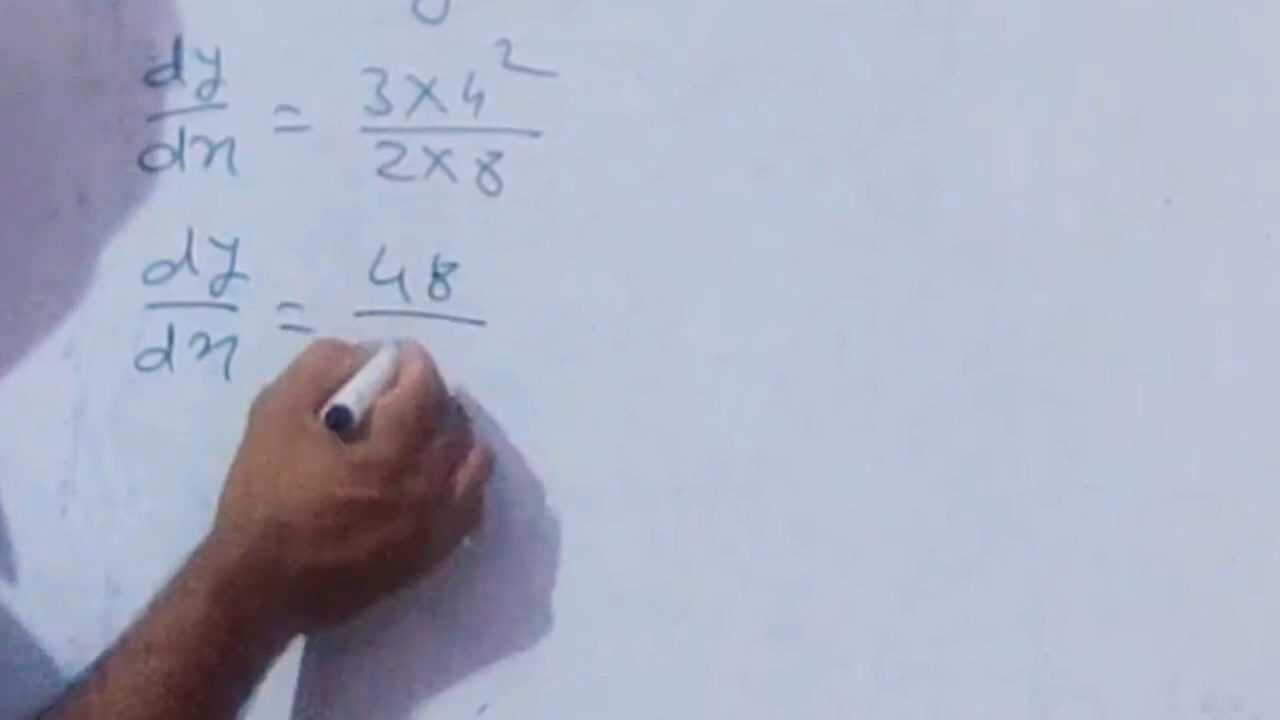 dy/dx = 3×4²/2×8
dy/dx = 48/